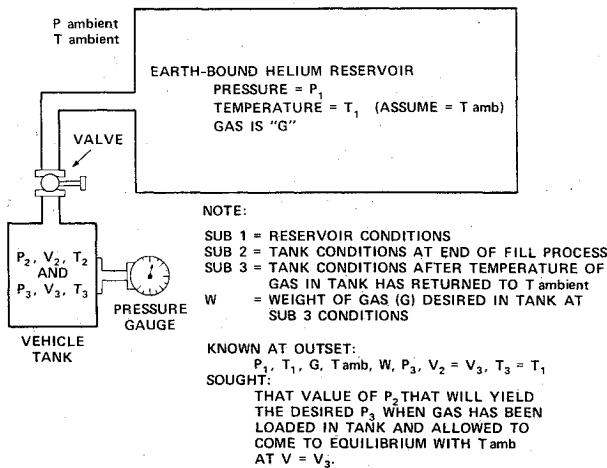 P ambient
T ambient
EARTH-BOUND HELIUM RESERVOIR
PRESSURE = P₁
TEMPERATURE = T₁ (ASSUME = T amb)
GAS IS "G"
VALVE
P₂, V₂, T₂
AND
P₃, V₃, T₃
PRESSURE
GAUGE
VEHICLE
TANK
NOTE:
SUB 1 = RESERVOIR CONDITIONS
SUB 2 = TANK CONDITIONS AT END OF FILL PROCESS
SUB 3 = TANK CONDITIONS AFTER TEMPERATURE OF
GAS IN TANK HAS RETURNED TO T ambient
W = WEIGHT OF GAS (G) DESIRED IN TANK AT
SUB 3 CONDITIONS
KNOWN AT OUTSET:
P₁, T₁, G, Tamb, W, P₃, V₂ = V₃, T₃ = T₁
SOUGHT:
THAT VALUE OF P₂ THAT WILL YIELD
THE DESIRED P₃ WHEN GAS HAS BEEN
LOADED IN TANK AND ALLOWED TO
COME TO EQUILIBRIUM WITH T amb
AT V = V₃.